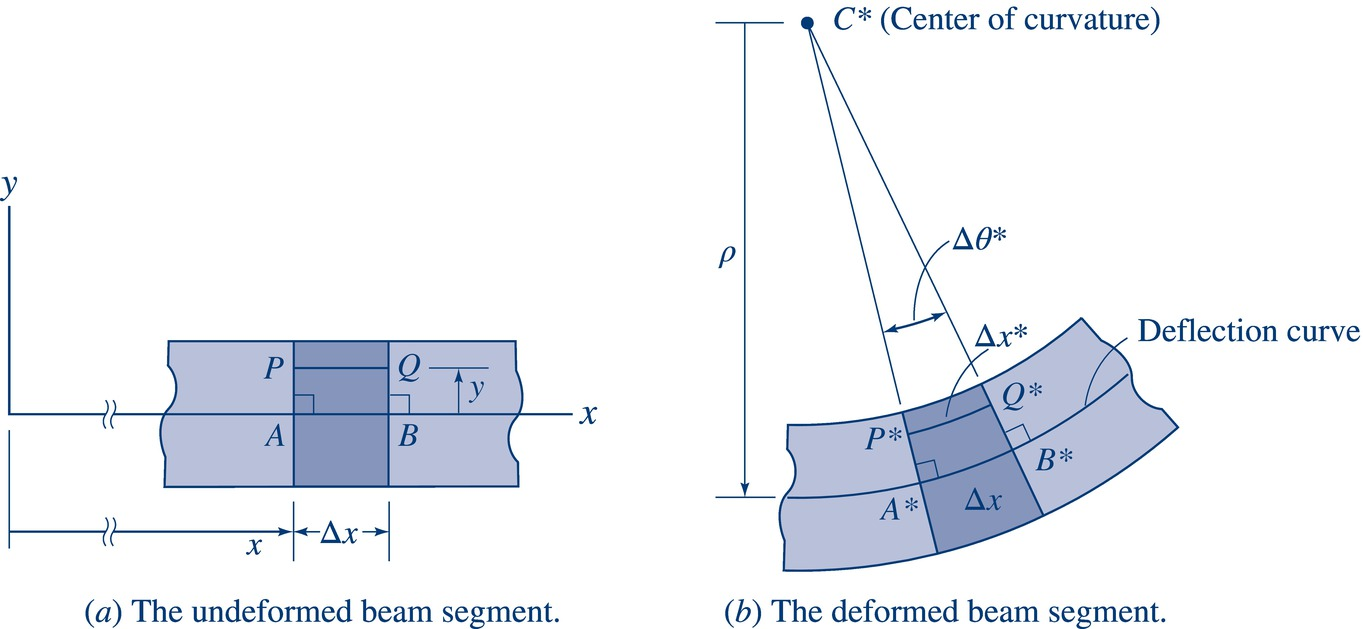 y
P
Q
y
A
B
x
x
Δx
(a) The undeformed beam segment.
C* (Center of curvature)
ρ
Δθ*
Δx*
Deflection curve
Q*
P*
B*
A*
Δx
(b) The deformed beam segment.